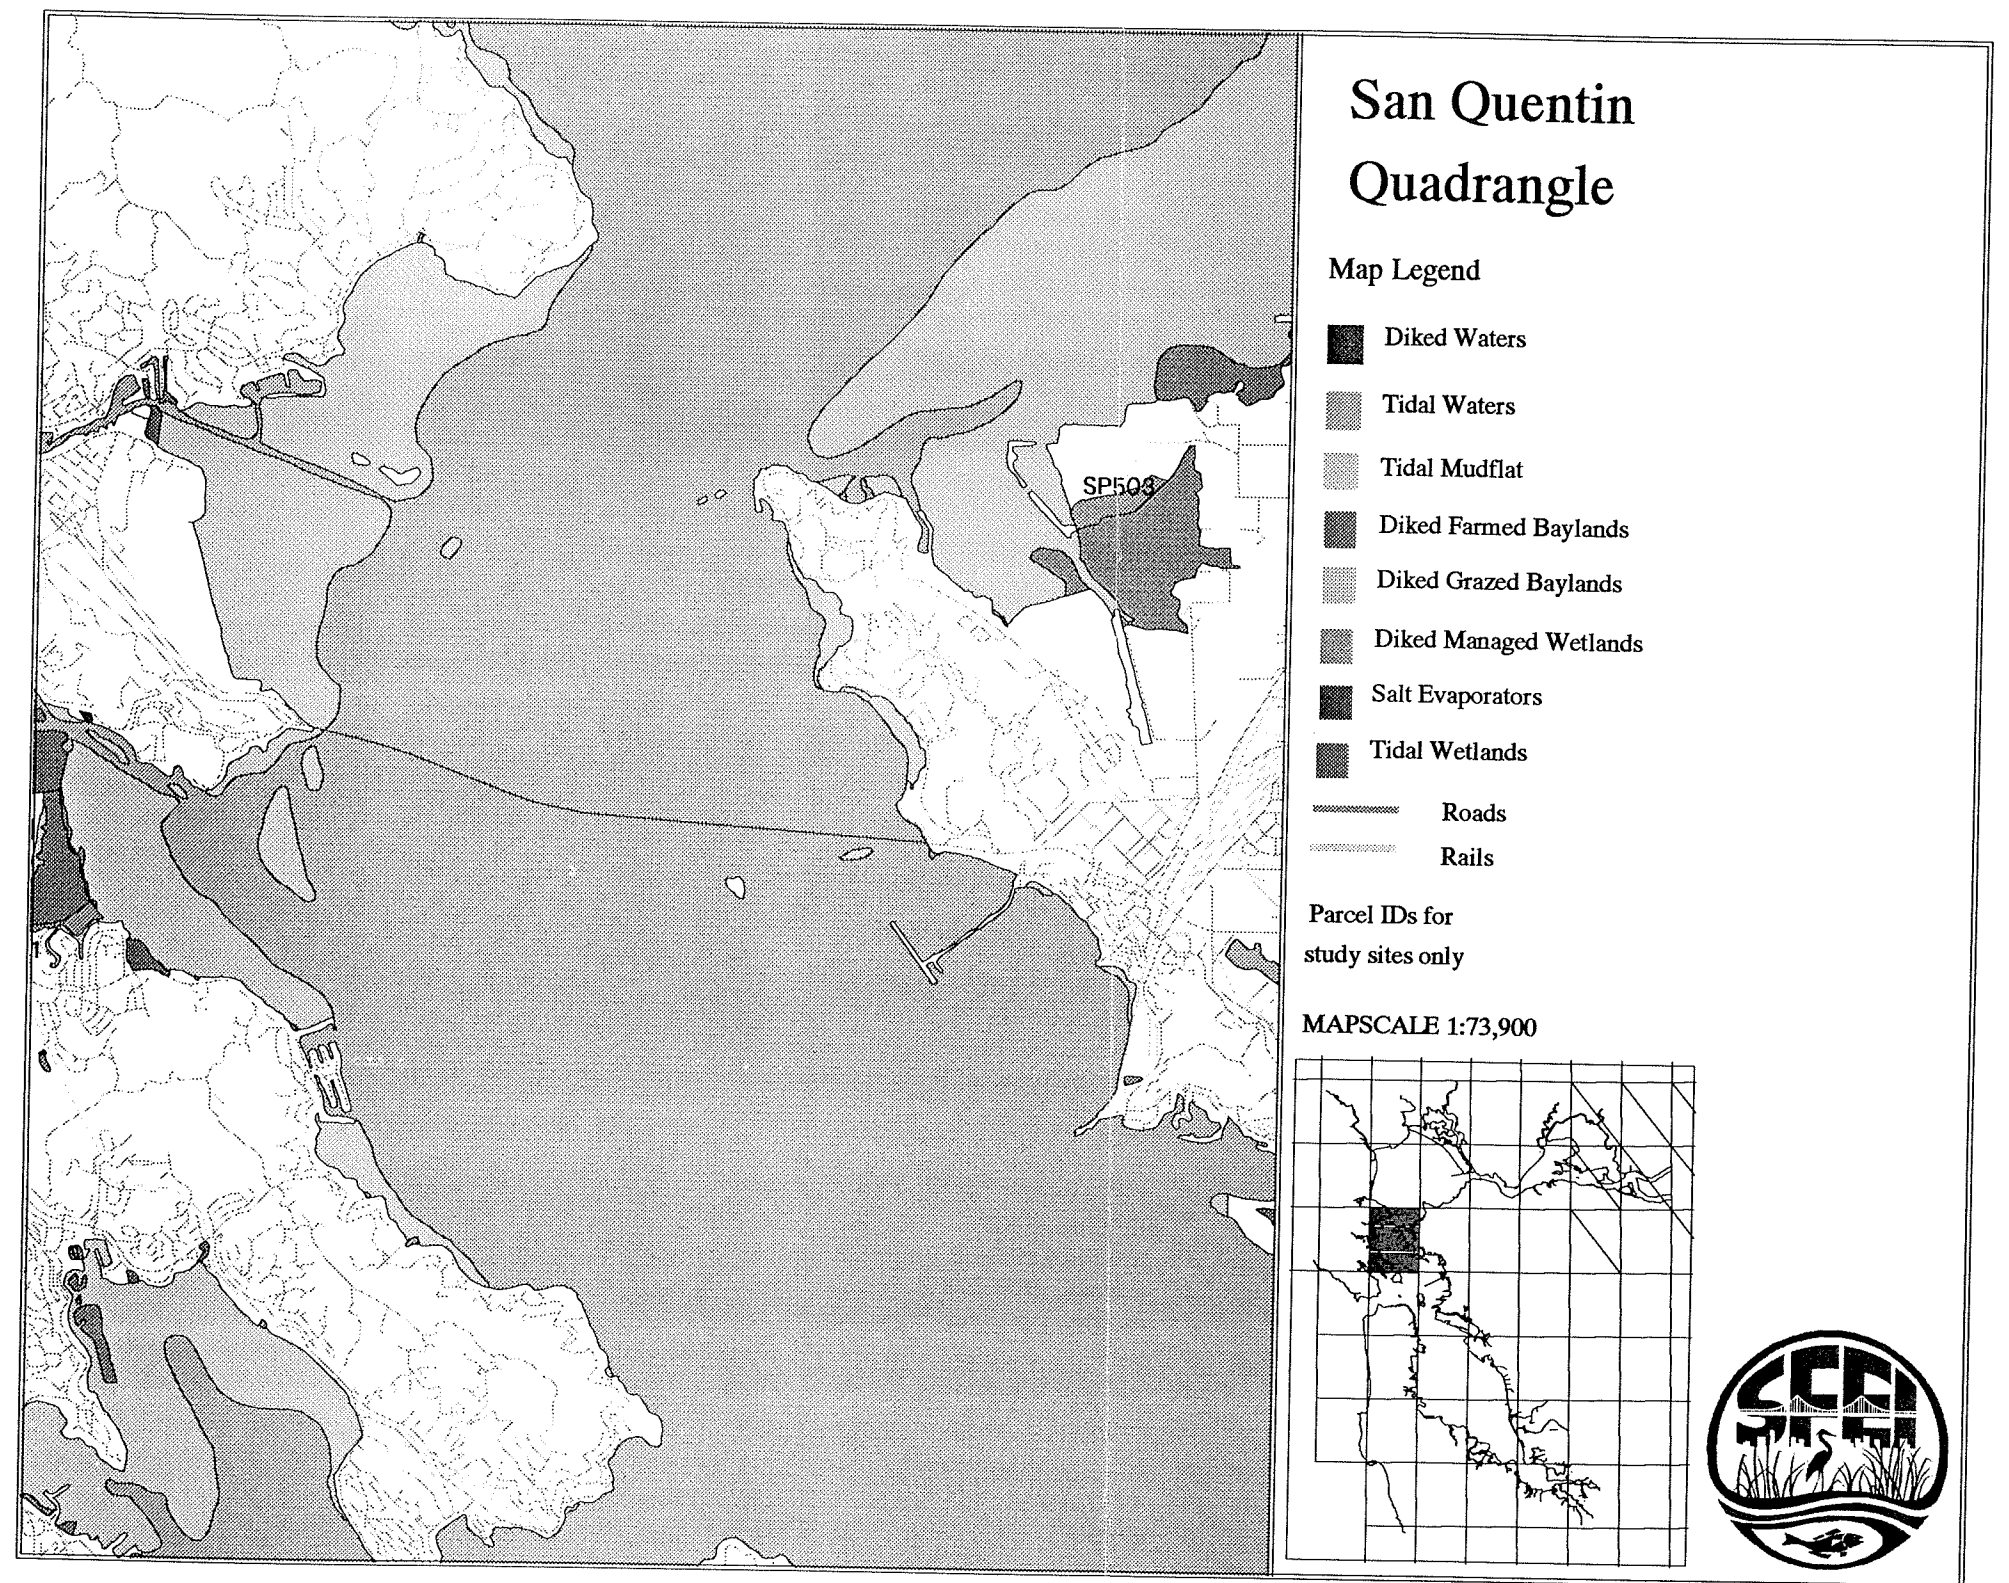 San Quentin
Quadrangle
Map Legend
Diked Waters
Tidal Waters
Tidal Mudflat
Diked Farmed Baylands
Diked Grazed Baylands
Diked Managed Wetlands
Salt Evaporators
Tidal Wetlands
Roads
Rails
Parcel IDs for
study sites only
MAPSCALE 1:73,900
SP503
SFEI